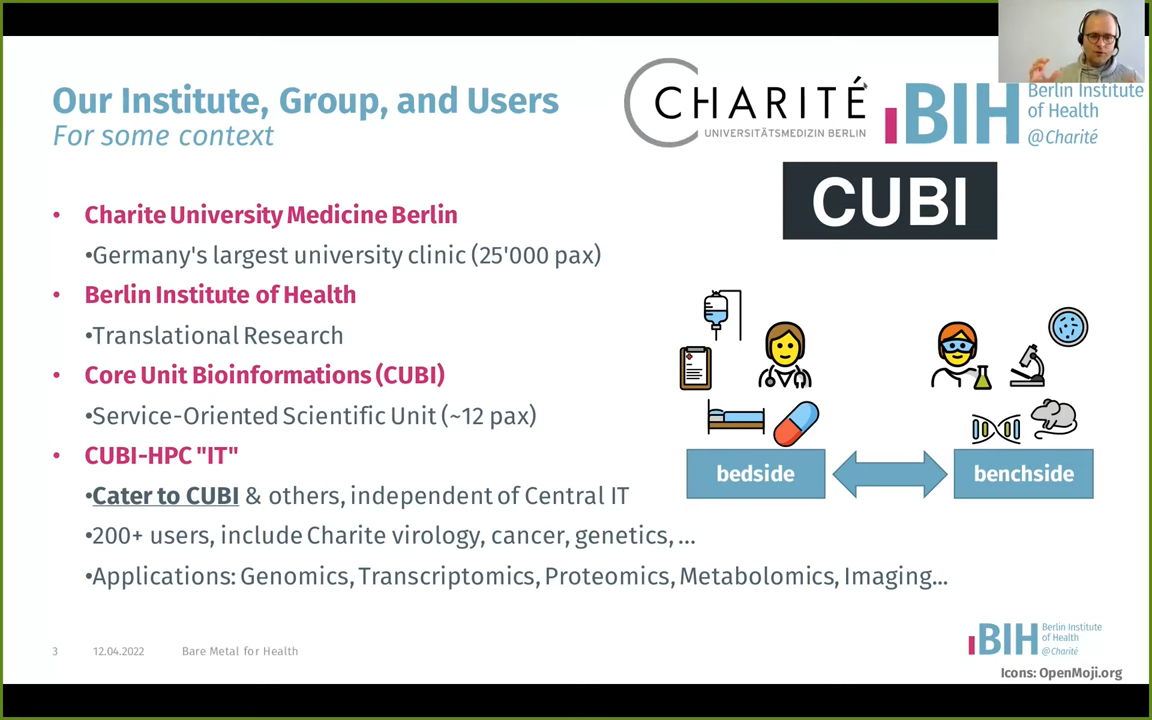 Our Institute, Group, and Users
For some context
CHARITÉ
UNIVERSITÄTSMEDIZIN BERLIN
BIH
Berlin Institute
of Health
@Charité
CUBI
• Charite University Medicine Berlin
•Germany's largest university clinic (25'000 pax)
• Berlin Institute of Health
•Translational Research
• Core Unit Bioinformations (CUBI)
•Service-Oriented Scientific Unit (~12 pax)
• CUBI-HPC "IT"
•Cater to CUBI & others, independent of Central IT
•200+ users, include Charite virology, cancer, genetics, ...
•Applications: Genomics, Transcriptomics, Proteomics, Metabolomics, Imaging...
bedside
benchside
3 12.04.2022 Bare Metal for Health
BIH
Berlin Institute
of Health
@Charité
Icons: OpenMoji.org